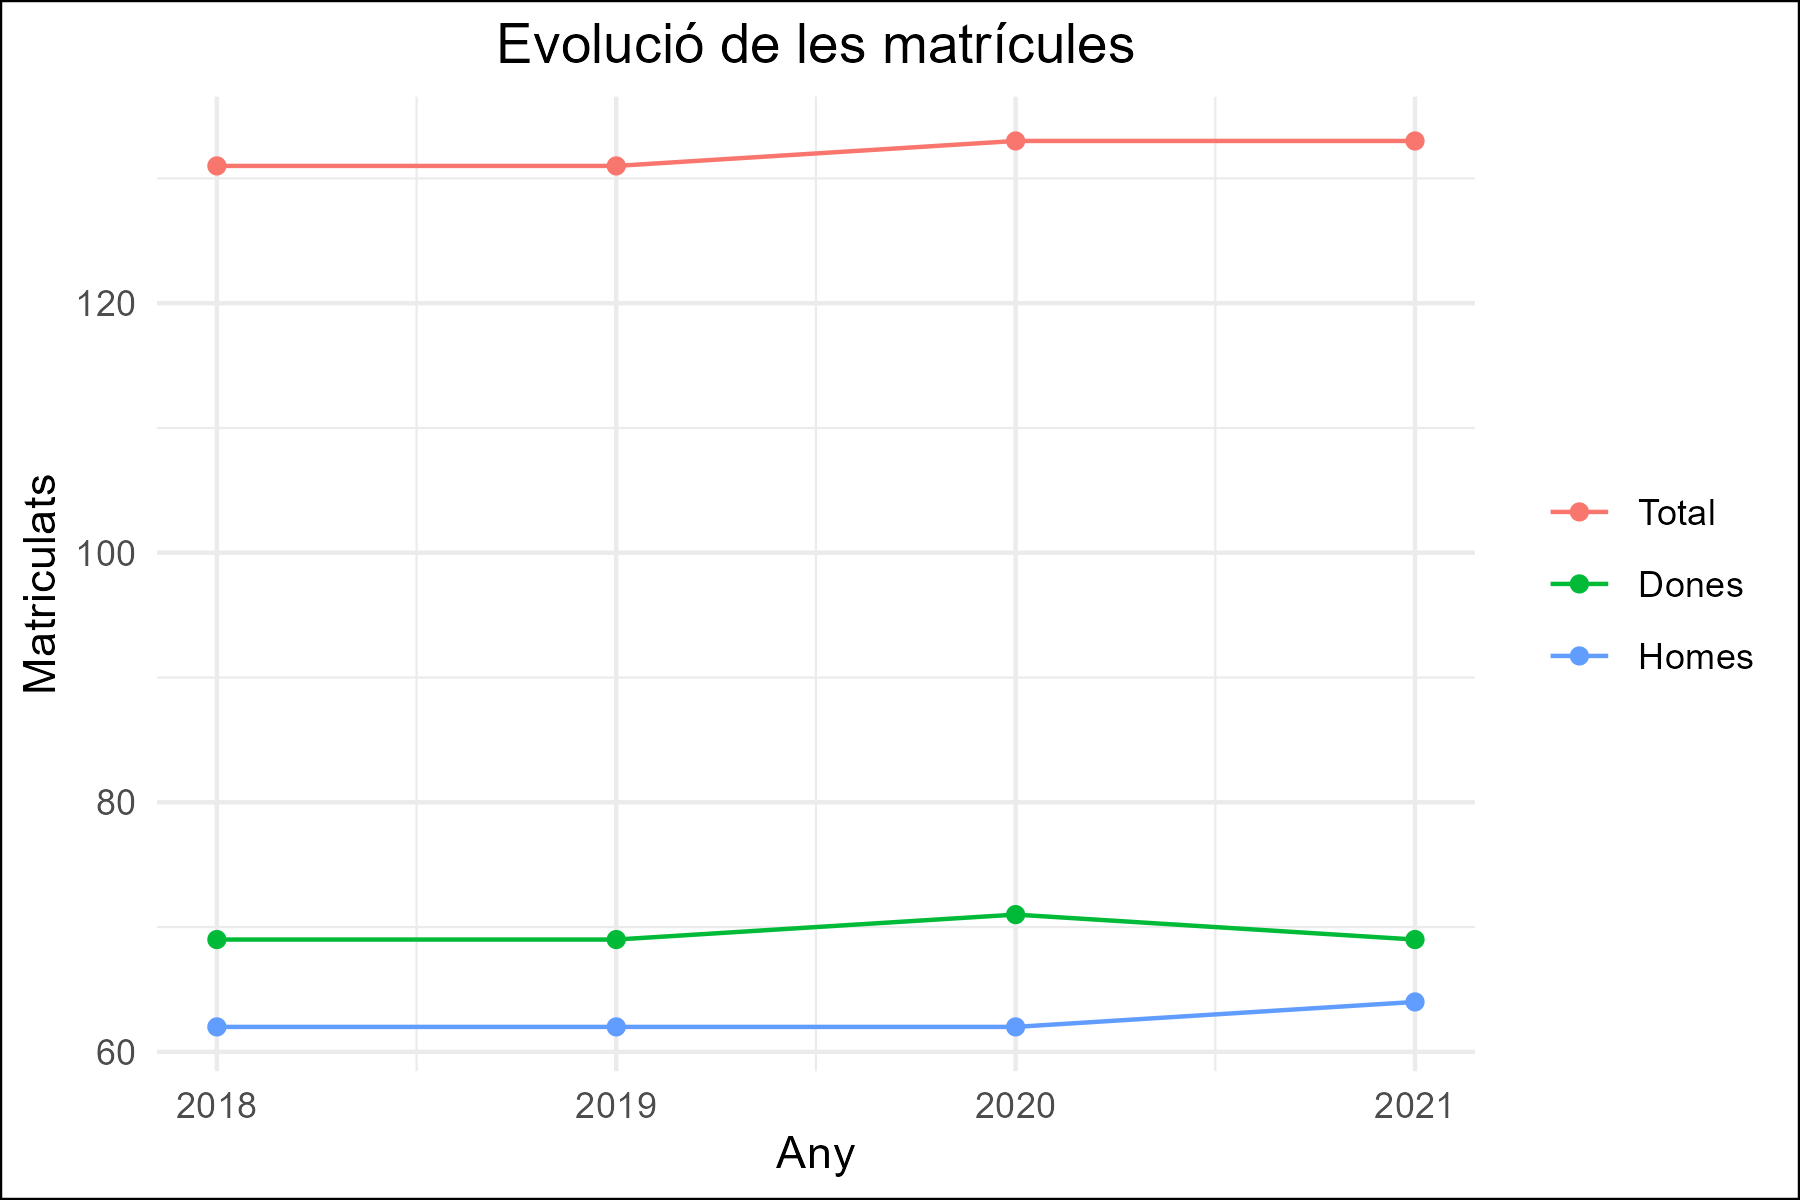 Evolució de les matrícules
Matriculats
120
100
80
60
2018
2019
2020
2021
Any
Total
Dones
Homes